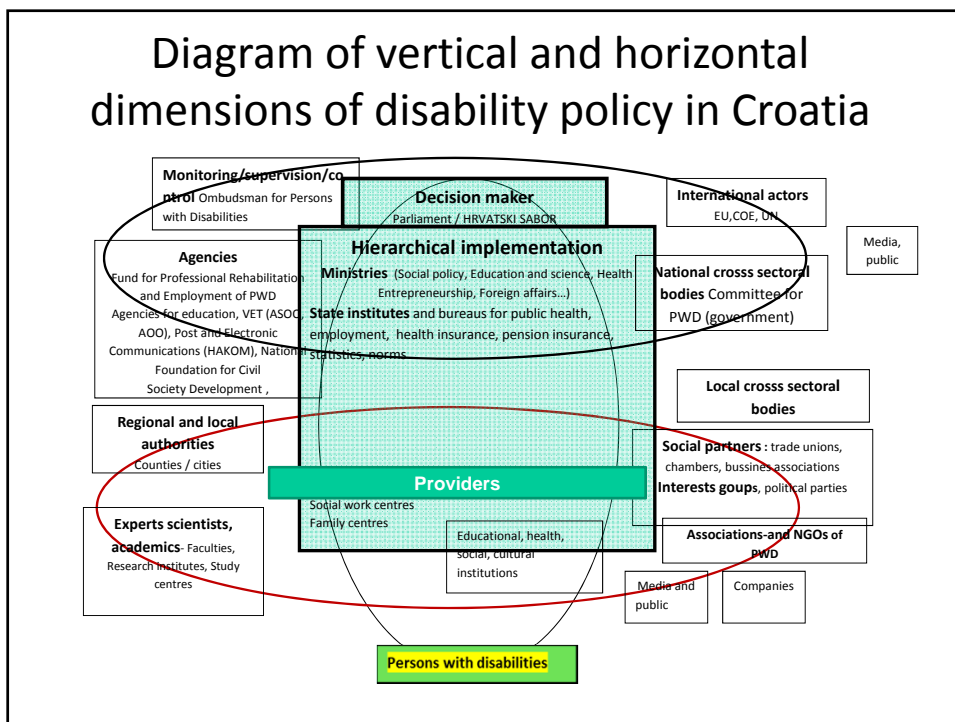 Diagram of vertical and horizontal
dimensions of disability policy in Croatia
Monitoring/supervision/co
ntrol Ombudsman for Persons
with Disabilities
Decision maker
Parliament / HRVATSKI SABOR
International actors
EU,COE, UN
Media,
public
Agencies
Fund for Professional Rehabilitation
and Employment of PWD
Agencies for education, VET (ASOO,
AOO), Post and Electronic
Communications (HAKOM), National
Foundation for Civil
Society Development ,
Hierarchical implementation
Ministries (Social policy, Education and science, Health
Entrepreneurship, Foreign affairs...)
State institutes and bureaus for public health,
employment, health insurance, pension insurance,
statistics, norms
National crosss sectoral
bodies Committee for
PWD (government)
Local crosss sectoral
bodies
Regional and local
authorities
Counties / cities
Social partners : trade unions,
chambers, bussines associations
Interests goups, political parties
Providers
Social work centres
Family centres
Experts scientists,
academics- Faculties,
Research institutes, Study
centres
Educational, health,
social, cultural
institutions
Associations-and NGOs of
PWD
Media and
public
Companies
Persons with disabilities